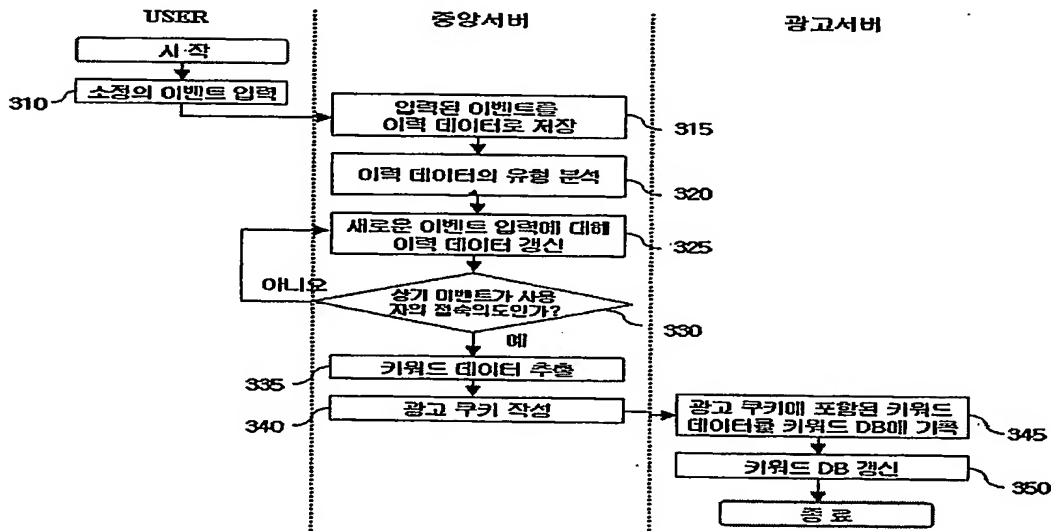 USER
중앙서버
광고서버
시작
310
소정의 이벤트 입력
입력된 이벤트를
이력 데이터로 저장
315
이력 데이터의 유형 분석
320
새로운 이벤트 입력에 대해
이력 데이터 갱신
325
아니오
상기 이벤트가 사용
자의 접속의도인가?
330
예
335
키워드 데이터 추출
340
광고 쿠키 작성
광고 쿠키에 포함된 키워드
데이터를 키워드 DB에 기록
345
키워드 DB 갱신
350
종료